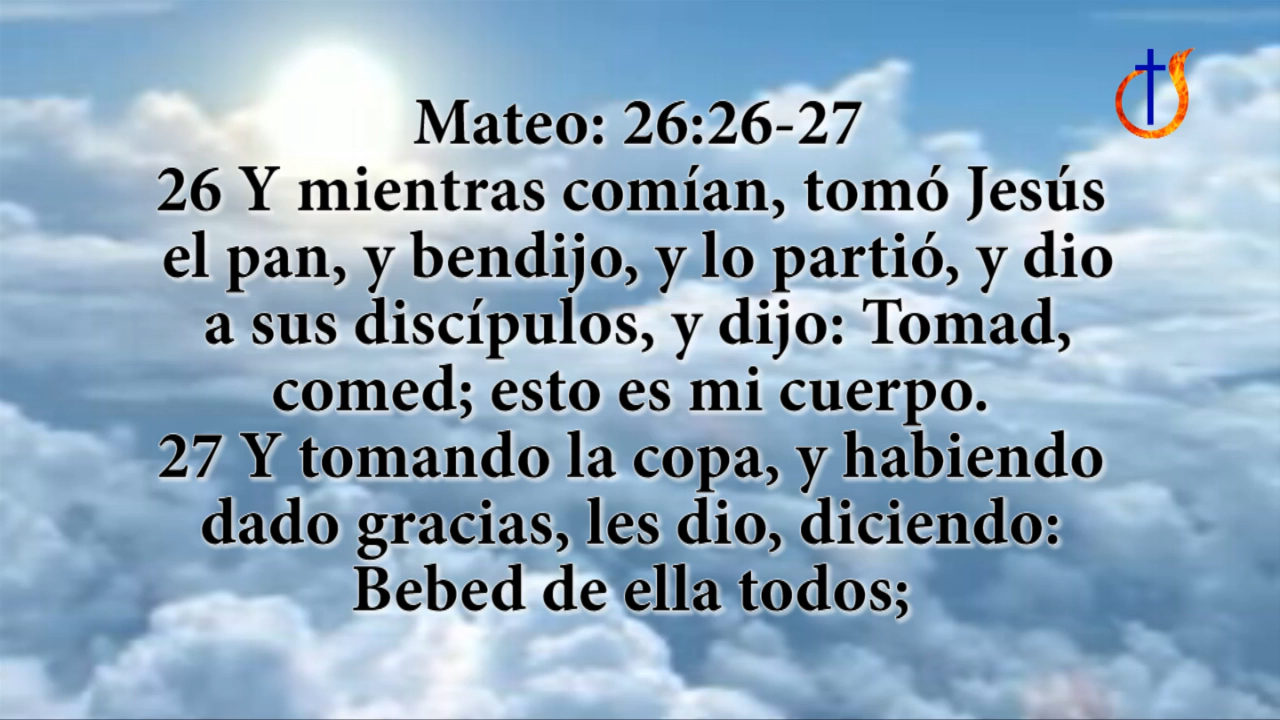 Mateo: 26:26-27
26 Y mientras comían, tomó Jesús
el pan, y bendijo, y lo partió, y dio
a sus discípulos, y dijo: Tomad,
comed; esto es mi cuerpo.
27 Y tomando la copa, y habiendo
dado gracias, les dio, diciendo:
Bebed de ella todos;